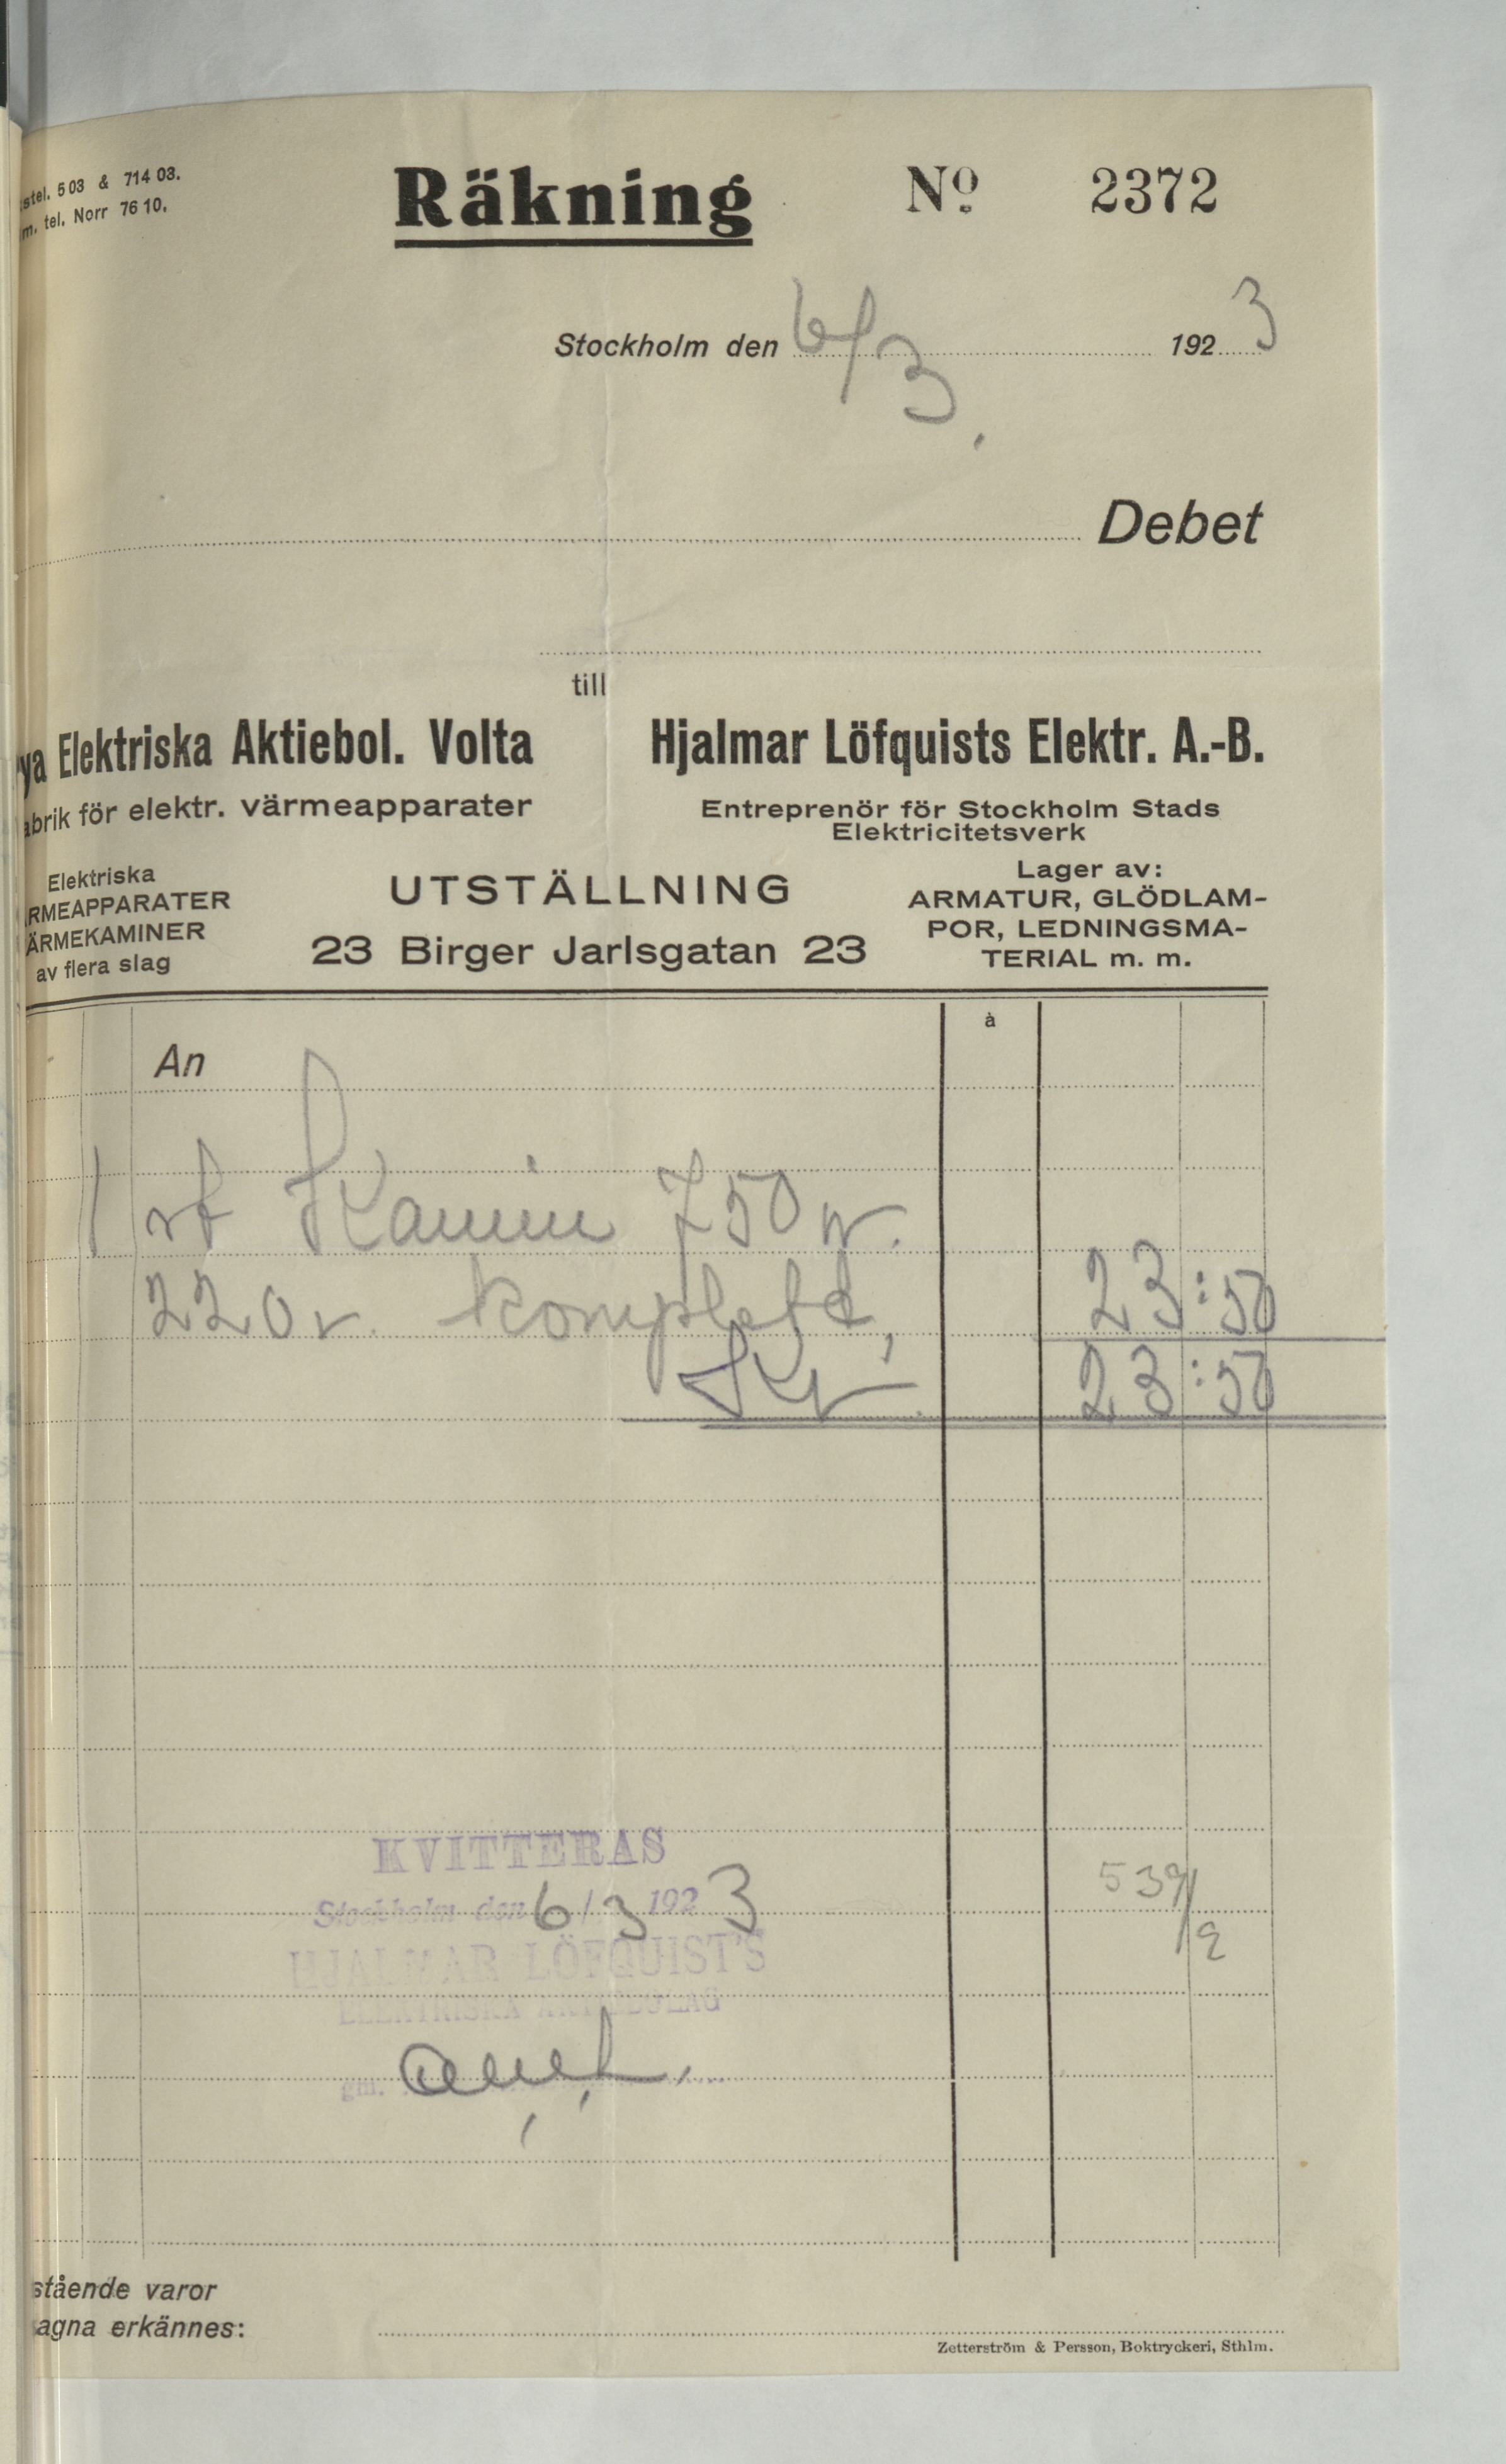 stel. 503 & 714 03.
m. tel. Norr 76 10.
Räkning
Nº 2372
Stockholm den 6/3. 1923
Debet
till
ya Elektriska Aktiebol. Volta
abrik för elektr. värmeapparater
Hjalmar Löfquists Elektr. A.-B.
Entreprenör för Stockholm Stads
Elektricitetsverk
Elektriska
RMEAPPARATER
ÄRMEKAMINER
av flera slag
UTSTÄLLNING
23 Birger Jarlsgatan 23
Lager av:
ARMATUR, GLÖDLAM-
POR, LEDNINGSMA-
TERIAL m. m.
à
An
1 st Kamin 750 w.
220 v. komplett, 23:50
Kr 23:50
KVITTERAS
Stockholm den 6/3 1923
539/2
HJALMAR LÖFQUIST'S
ELEKTRISKA AKTIEBOLAG
gm.
stående varor
agna erkännes:
Zetterström & Persson, Boktryckeri, Sthlm.